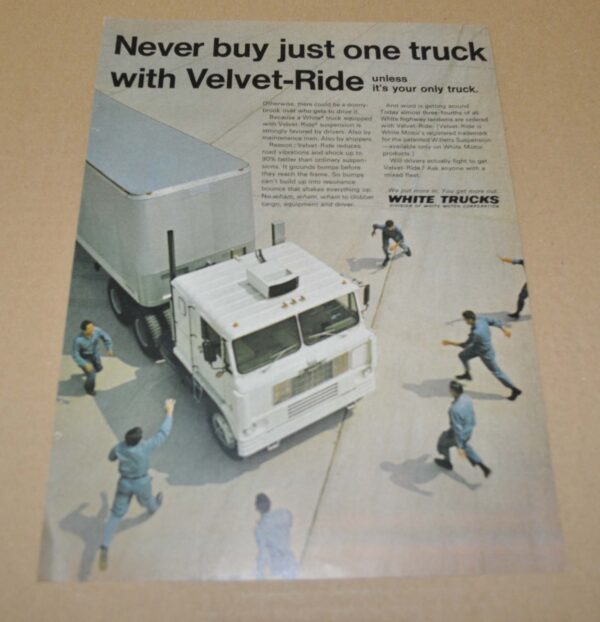 Never buy just one truck
with Velvet-Ride unless
it's your only truck.
Otherwise, there could be a donny-
brook over who gets to drive it.
Because a White® truck equipped
with Velvet-Ride® suspension is
strongly favored by drivers. Also by
maintenance men. Also by shippers.
Reason: Velvet-Ride reduces
road vibrations and shock up to
90% better than ordinary suspen-
sions. It grounds bumps before
they reach the frame. So bumps
can't build up into resonance
bounce that shakes everything up.
No wham, wham, wham to clobber
cargo, equipment and driver.
And word is getting around.
Today almost three-fourths of all
White highway tandems are ordered
with Velvet-Ride. (Velvet-Ride is
White Motor's registered trademark
for the patented Willetts Suspension
—available only on White Motor
products.)
Will drivers actually fight to get
Velvet-Ride? Ask anyone with a
mixed fleet.
We put more in. You get more out.
WHITE TRUCKS
DIVISION OF WHITE MOTOR CORPORATION